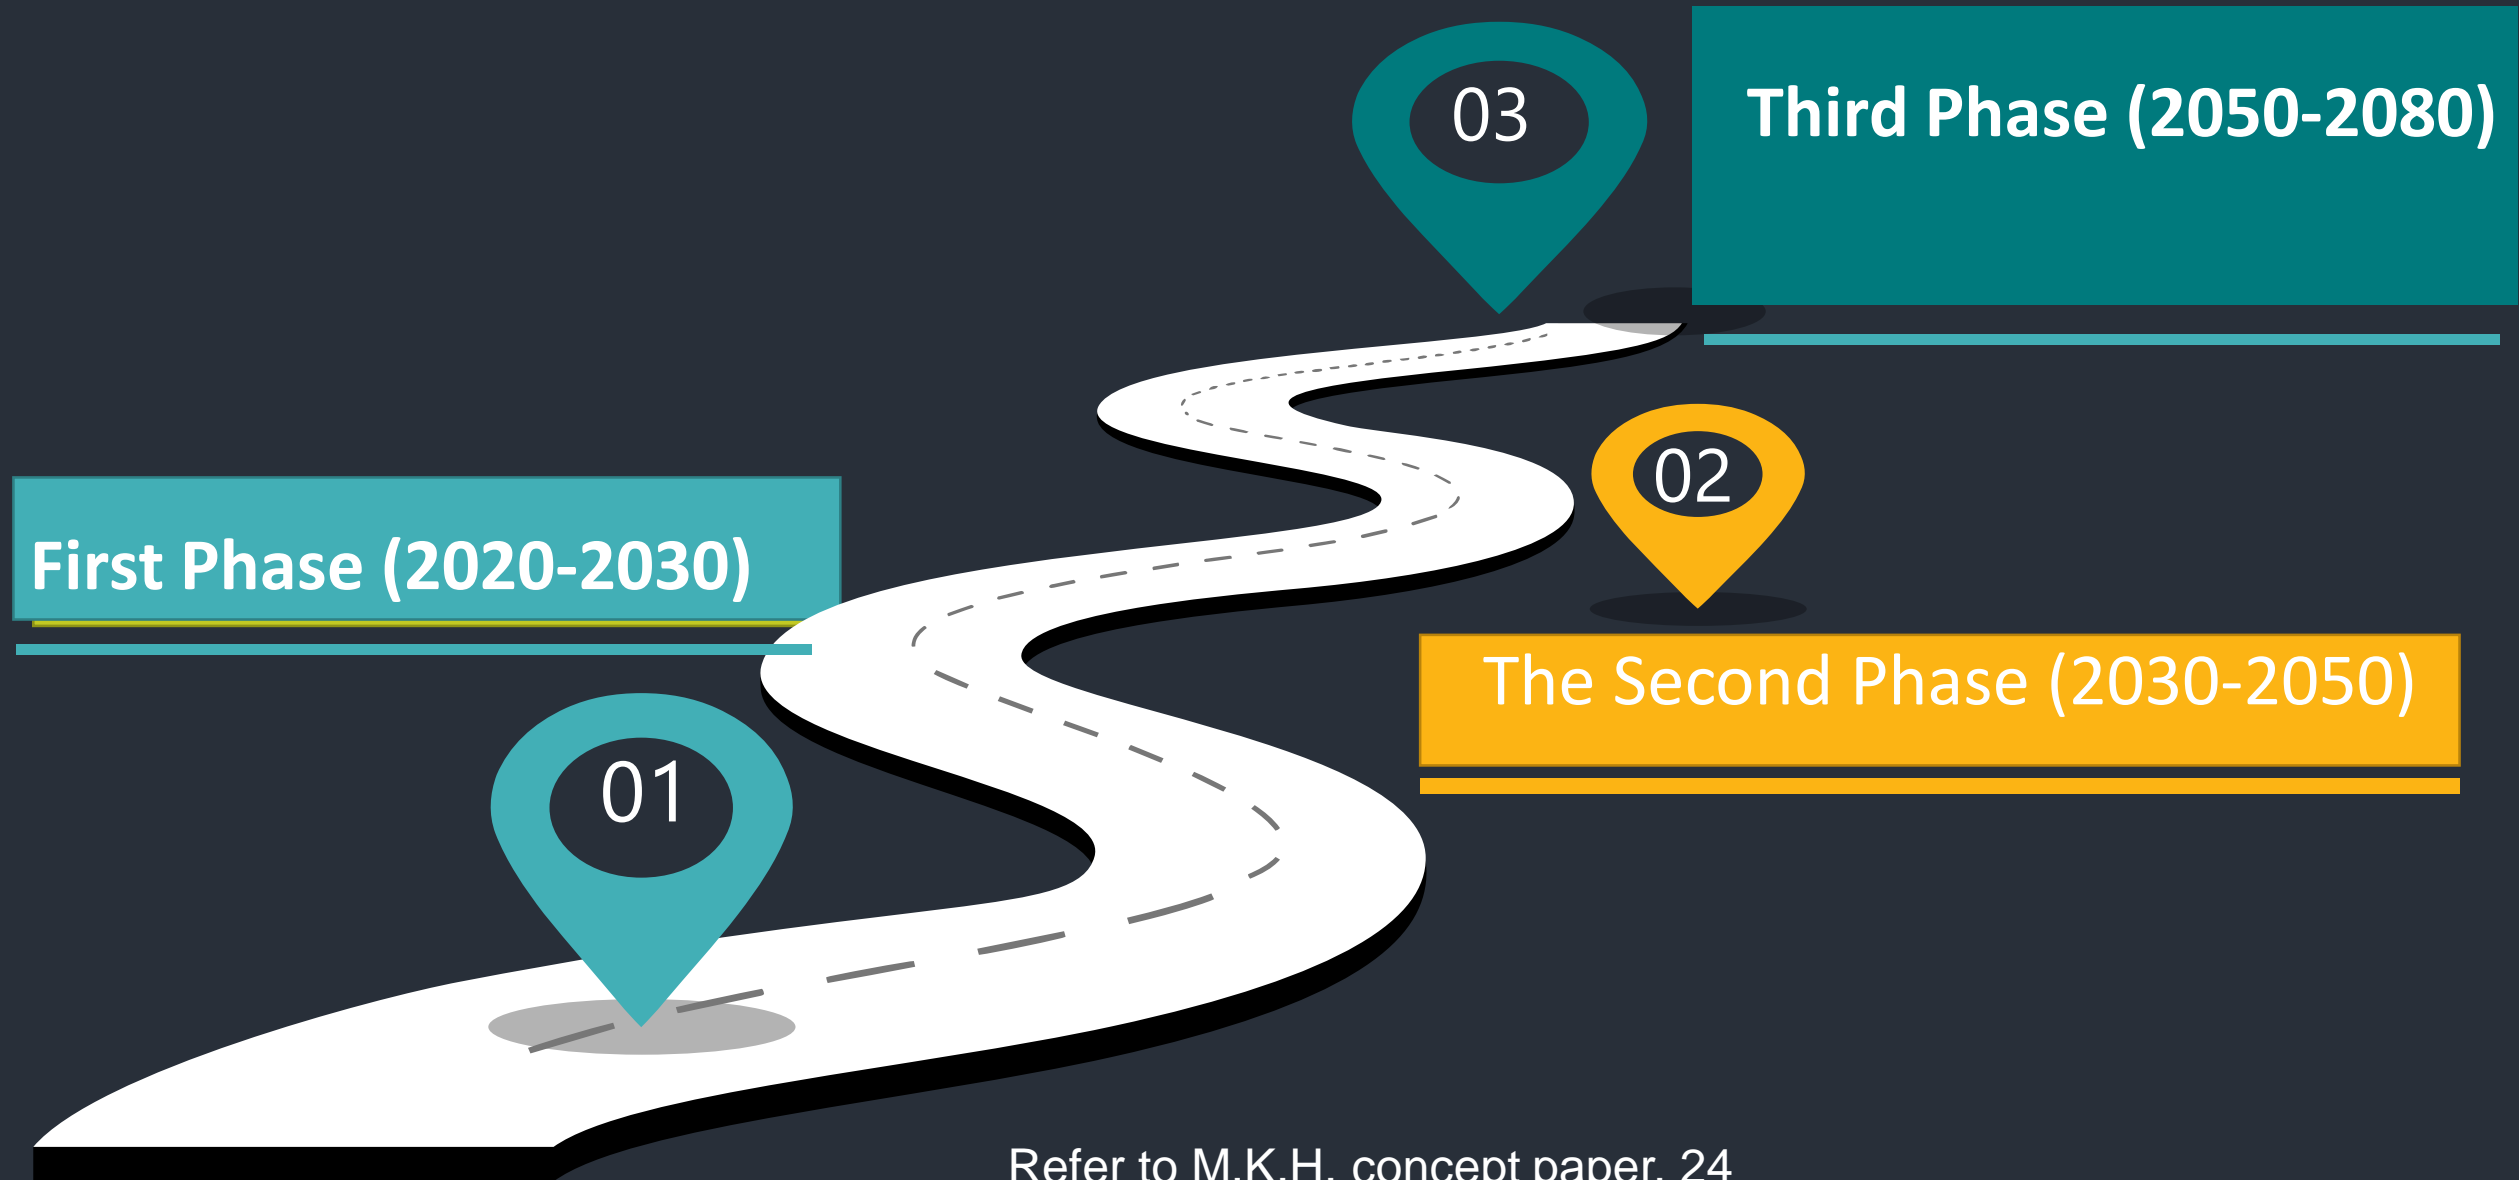 03
Third Phase (2050-2080)
02
First Phase (2020-2030)
The Second Phase (2030-2050)
01
Refer to M.K.H. concept paper, 24